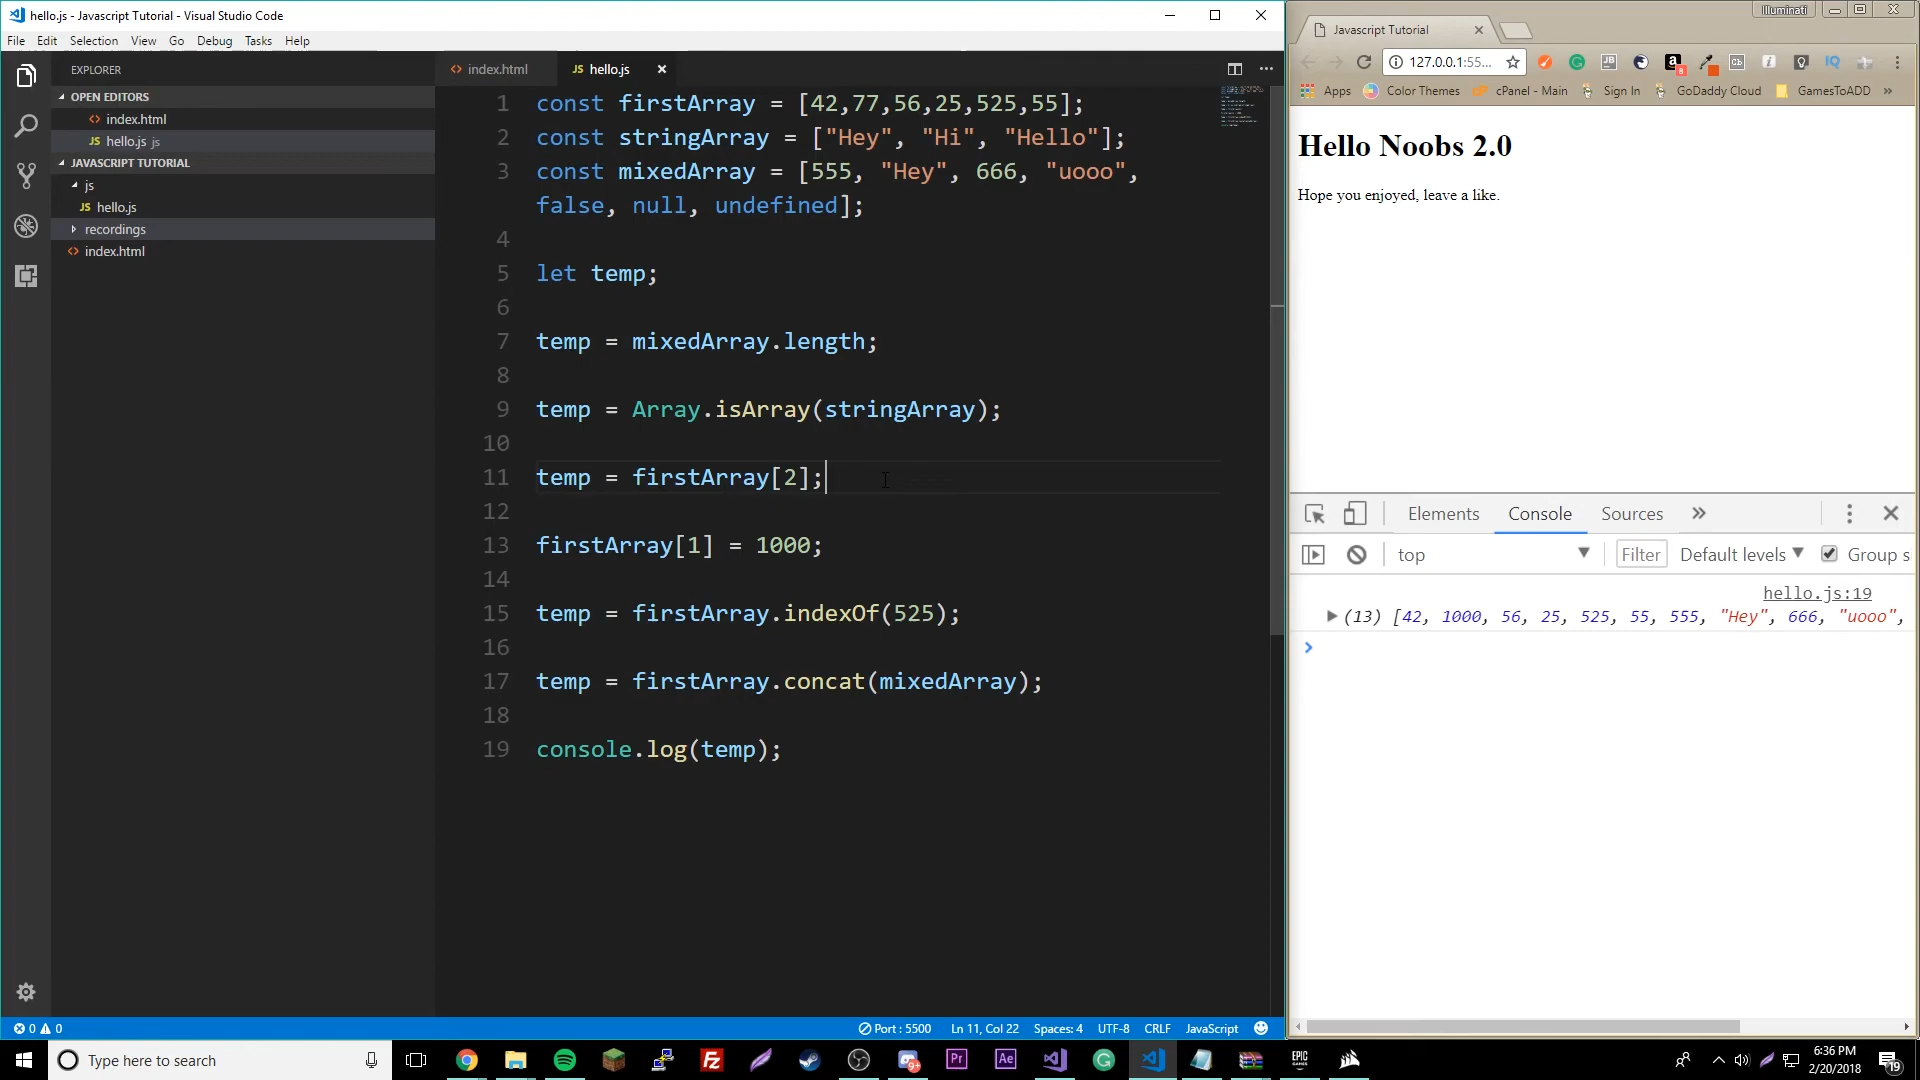 hello.js - Javascript Tutorial - Visual Studio Code
File Edit Selection View Go Debug Tasks Help
EXPLORER
OPEN EDITORS
index.html
JS hello.js js
JAVASCRIPT TUTORIAL
js
JS hello.js
recordings
index.html
index.html JS hello.js
1 const firstArray = [42,77,56,25,525,55];
2 const stringArray = ["Hey", "Hi", "Hello"];
3 const mixedArray = [555, "Hey", 666, "uooo",
false, null, undefined];
4
5 let temp;
6
7 temp = mixedArray.length;
8
9 temp = Array.isArray(stringArray);
10
11 temp = firstArray[2];
12
13 firstArray[1] = 1000;
14
15 temp = firstArray.indexOf(525);
16
17 temp = firstArray.concat(mixedArray);
18
19 console.log(temp);
0 0
Port : 5500 Ln 11, Col 22 Spaces: 4 UTF-8 CRLF JavaScript
Illuminati
Javascript Tutorial
127.0.0.1:55...
Apps Color Themes cPanel - Main Sign In GoDaddy Cloud GamesToADD »
Hello Noobs 2.0
Hope you enjoyed, leave a like.
Elements Console Sources »
top Filter Default levels Group s
hello.js:19
(13) [42, 1000, 56, 25, 525, 55, 555, "Hey", 666, "uooo",
Type here to search
6:36 PM
2/20/2018
19